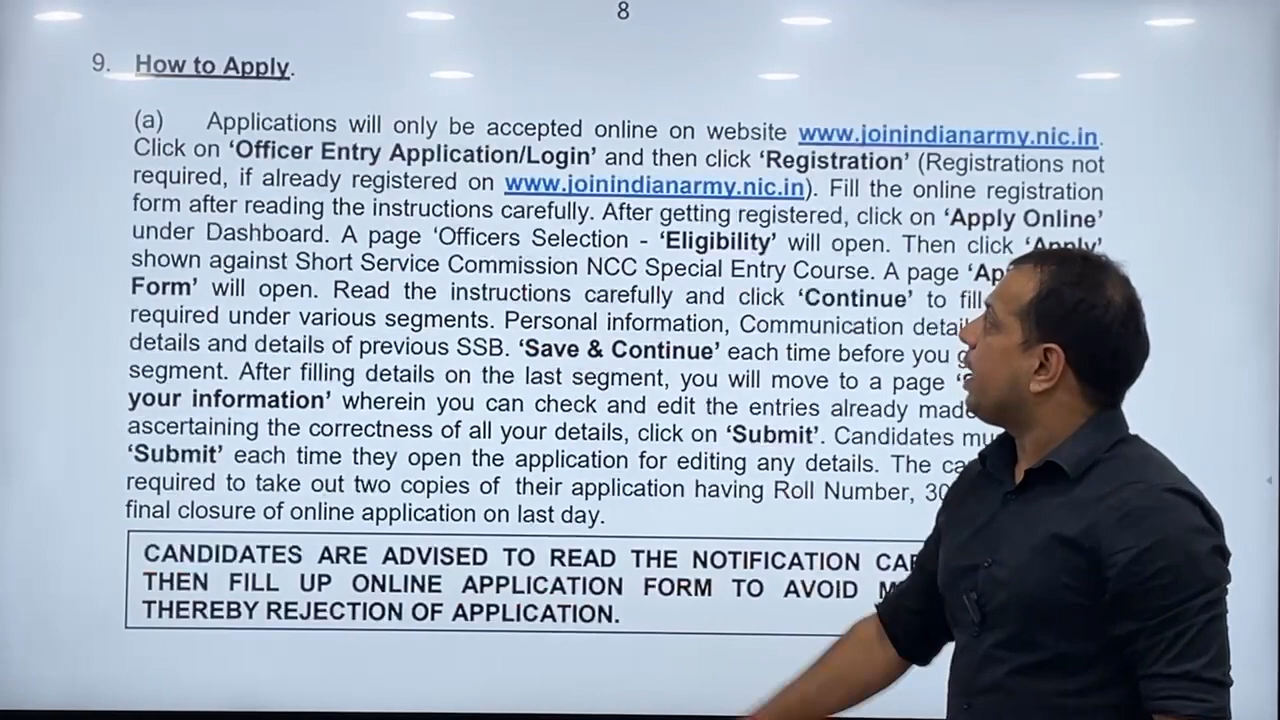 8
9. How to Apply.
(a) Applications will only be accepted online on website www.joinindianarmy.nic.in.
Click on ‘Officer Entry Application/Login’ and then click ‘Registration’ (Registrations not
required, if already registered on www.joinindianarmy.nic.in). Fill the online registration
form after reading the instructions carefully. After getting registered, click on ‘Apply Online’
under Dashboard. A page ‘Officers Selection - ‘Eligibility’ will open. Then click ‘Apply’
shown against Short Service Commission NCC Special Entry Course. A page
Form’ will open. Read the instructions carefully and click ‘Continue’ to fill
required under various segments. Personal information, Communication
details and details of previous SSB. ‘Save & Continue’ each time before you
segment. After filling details on the last segment, you will move to a page
your information’ wherein you can check and edit the entries already made
ascertaining the correctness of all your details, click on ‘Submit’. Candidates
‘Submit’ each time they open the application for editing any details. The
required to take out two copies of their application having Roll Number, 30
final closure of online application on last day.
CANDIDATES ARE ADVISED TO READ THE NOTIFICATION
THEN FILL UP ONLINE APPLICATION FORM TO AVOID
THEREBY REJECTION OF APPLICATION.